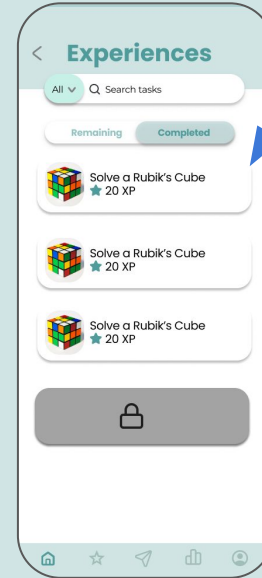 Experiences
All
Search tasks
Remaining
Completed
Solve a Rubik's Cube
20 XP
Solve a Rubik's Cube
20 XP
Solve a Rubik's Cube
20 XP